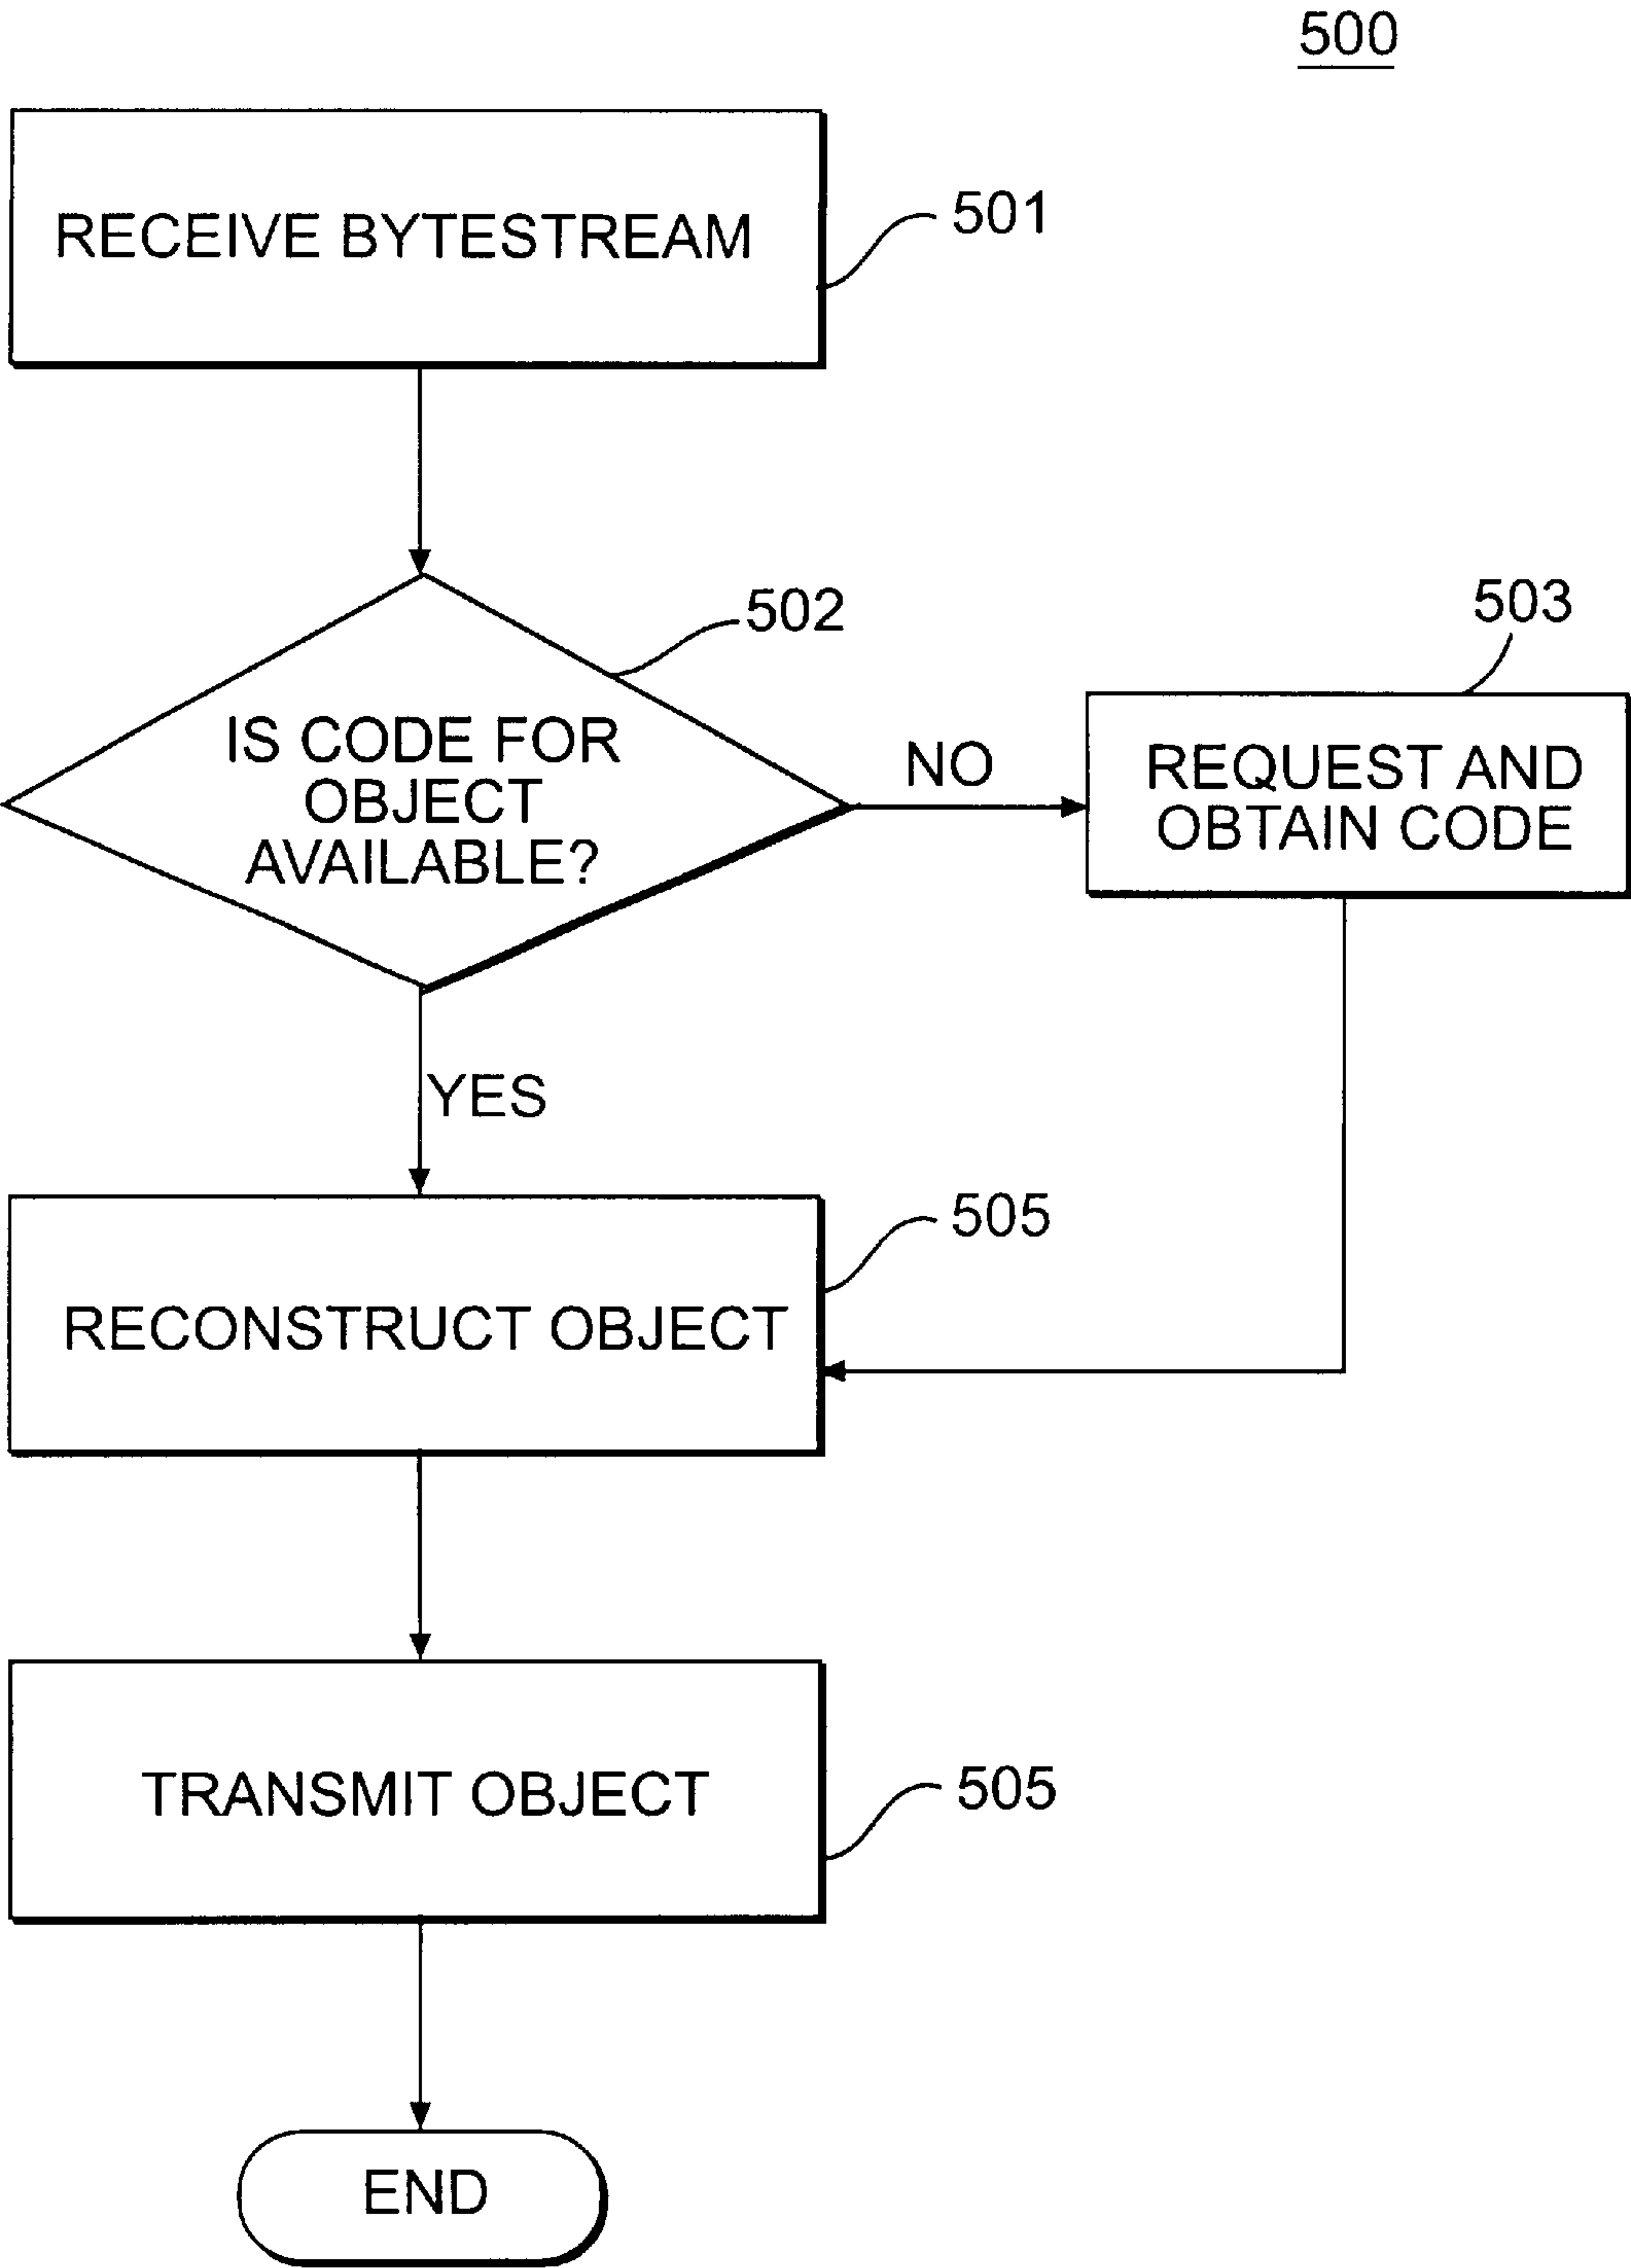 500
RECEIVE BYTESTREAM
501
502
IS CODE FOR
OBJECT
AVAILABLE?
NO
503
REQUEST AND
OBTAIN CODE
YES
505
RECONSTRUCT OBJECT
TRANSMIT OBJECT
505
END